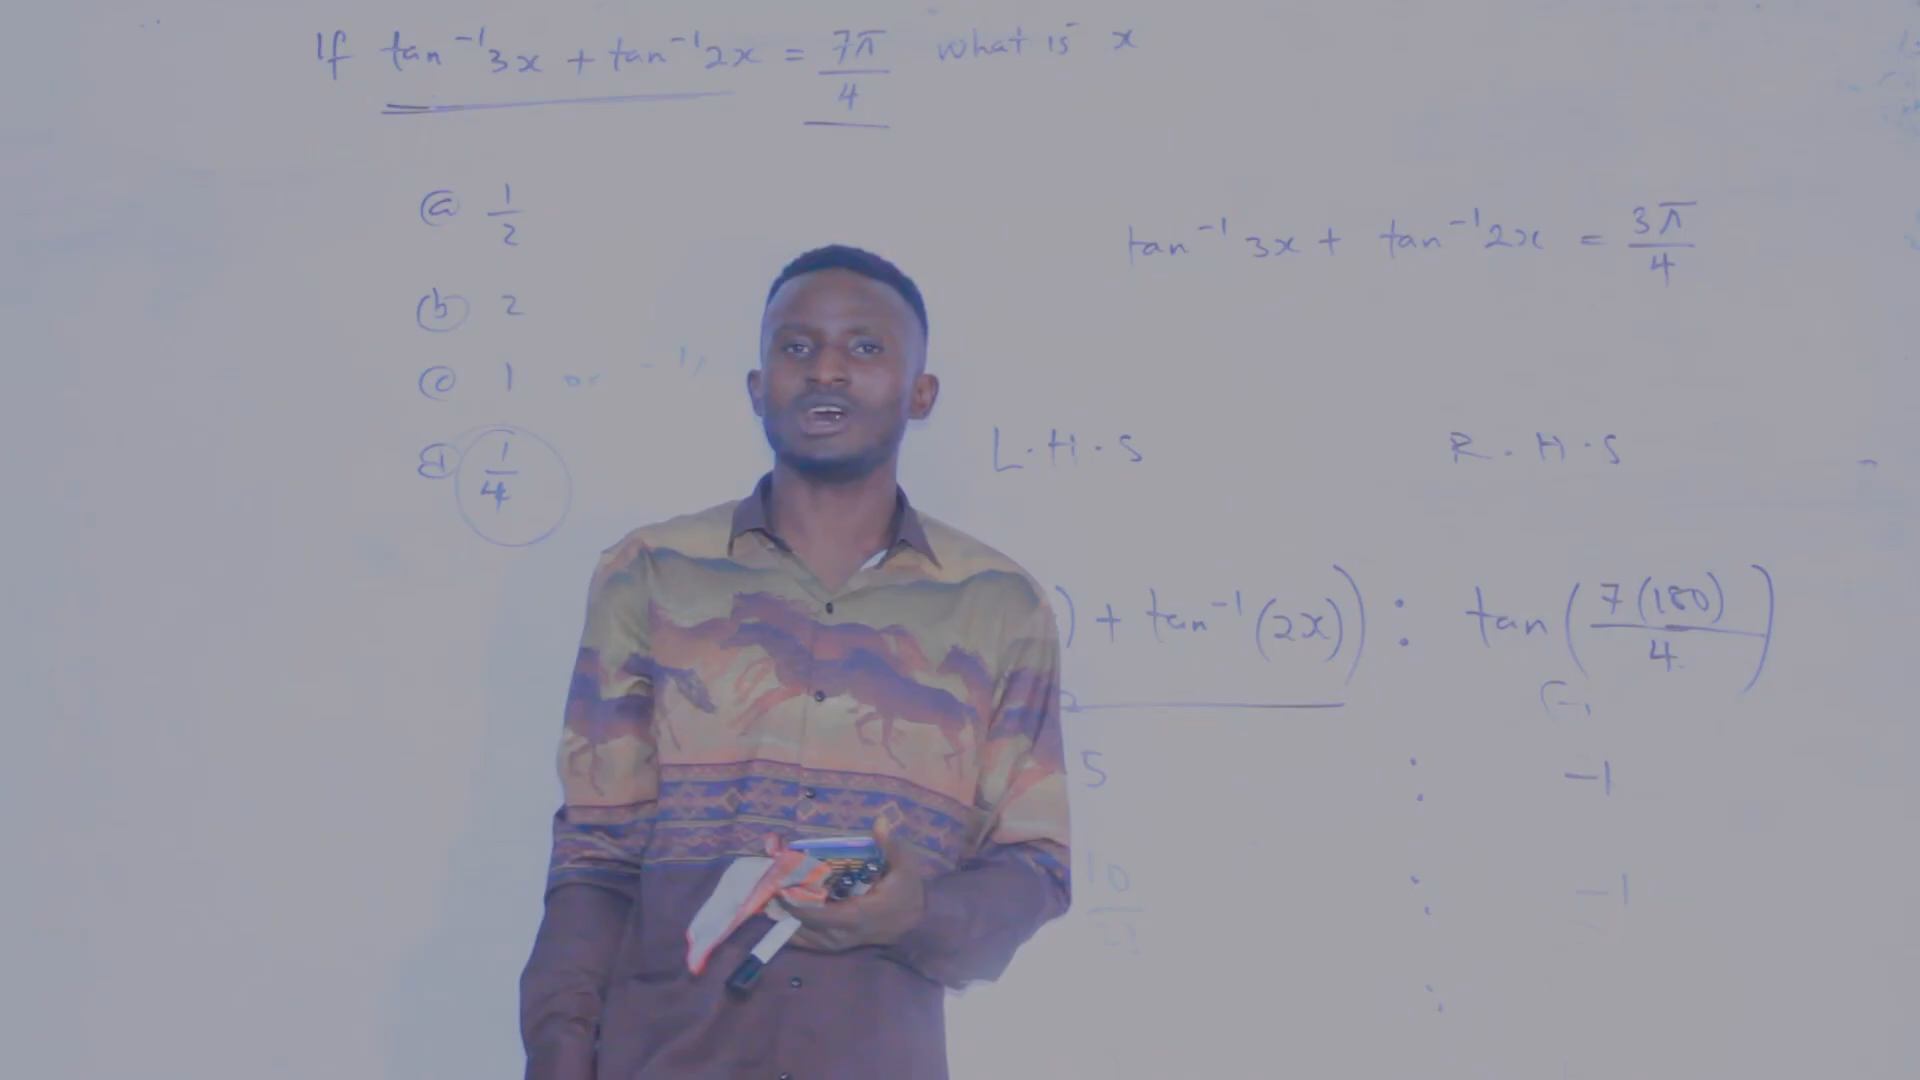 If tan⁻¹3x + tan⁻¹2x = 7π/4 what is x
ⓐ 1/2
tan⁻¹3x + tan⁻¹2x = 3π/4
ⓑ 2
ⓒ 1 or -1
ⓓ 1/4
L.H.S R.H.S
) + tan⁻¹(2x)) : tan(7(180)/4)
5 : -1
10 : -1
: